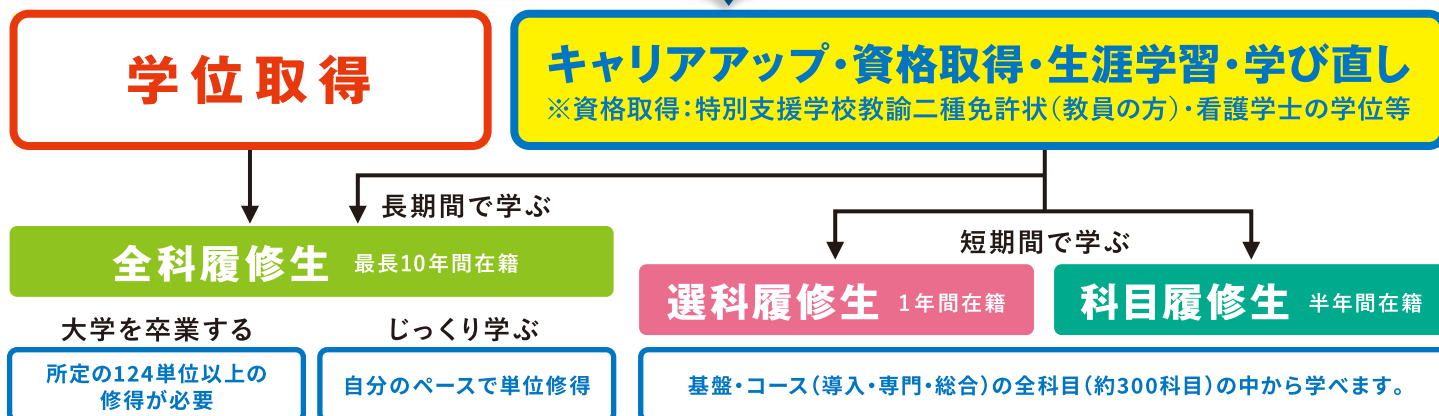 学位取得
キャリアアップ・資格取得・生涯学習・学び直し
※資格取得：特別支援学校教諭二種免許状（教員の方）・看護学士の学位等
長期間で学ぶ
短期間で学ぶ
全科履修生 最長10年間在籍
選科履修生 1年間在籍
科目履修生 半年間在籍
大学を卒業する
じっくり学ぶ
所定の124単位以上の
修得が必要
自分のペースで単位修得
基盤・コース（導入・専門・総合）の全科目（約300科目）の中から学べます。